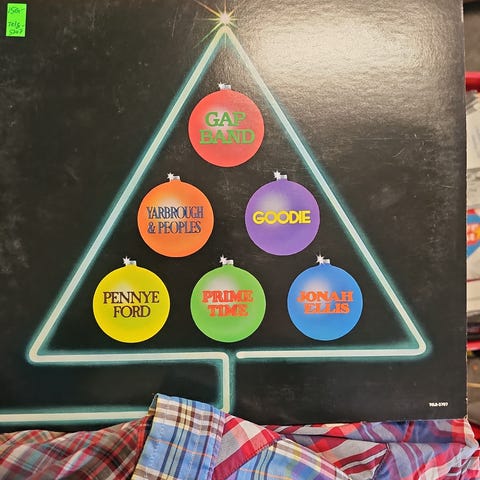 GAP
BAND
YARBROUGH
& PEOPLES
GOODIE
PENNYE
FORD
PRIME
TIME
JONAH
ELLIS